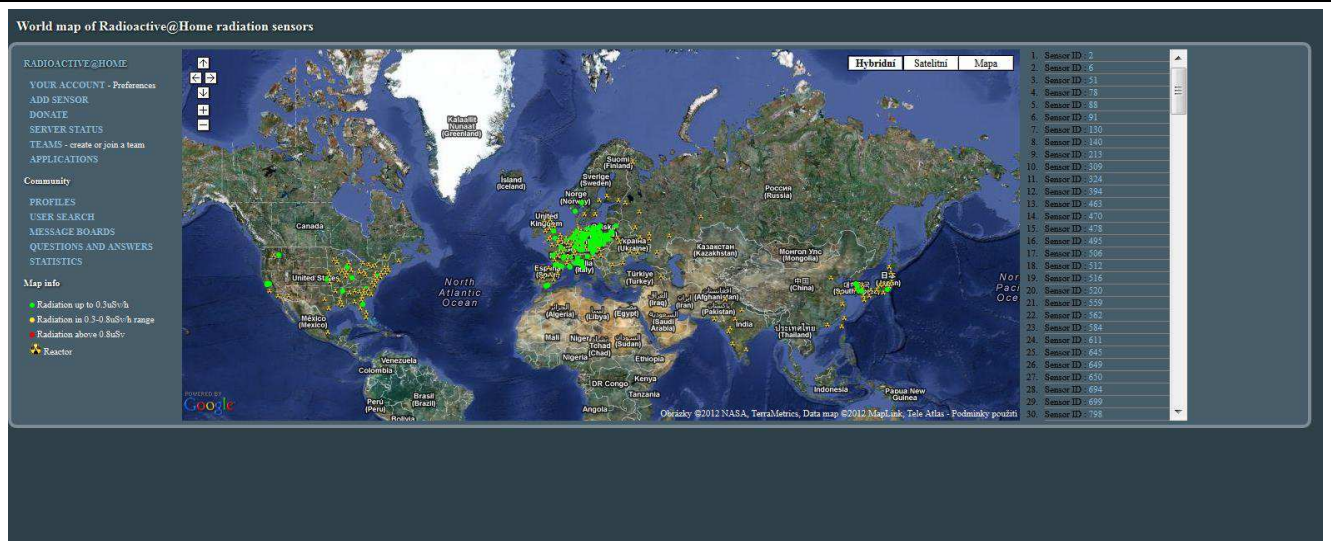 World map of Radioactive@Home radiation sensors
RADIOACTIVE@HOME
YOUR ACCOUNT - Preferences
ADD SENSOR
DONATE
SERVER STATUS
TEAMS - create or join a team
APPLICATIONS
Community
PROFILES
USER SEARCH
MESSAGE BOARDS
QUESTIONS AND ANSWERS
STATISTICS
Map info
Radiation up to 0.3uSv/h
Radiation in 0.3-0.8uSv/h range
Radiation above 0.8uSv
Reactor
Hybridní Satelitní Mapa
Kalaallit
Nunaat
(Greenland)
Ísland
(Iceland)
Suomi
(Finland)
Sverige
(Sweden)
Norge
(Norway)
Россия
(Russia)
United
Kingdom
Canada
Україна
(Ukraine)
Казахстан
(Kazakhstan)
Монгол Улс
(Mongolia)
United States
North
Atlantic
Ocean
(Italy)
Türkiye
(Turkey)
中国
(China)
日本
(Japan)
México
(Mexico)
(Algeria)
(Libya)
(Egypt)
(Iraq)
(Iran)
(Afghanistan)
(Pakistan)
(Saudi
Arabia)
India
(Thailand)
Mali
Niger
Tchad
(Chad)
(Sudan)
Nigeria
Ethiopia
Venezuela
Colombia
DR Congo
Kenya
Tanzania
Indonesia
Papua New
Guinea
Brasil
(Brazil)
Perú
(Peru)
Bolivia
Angola
POWERED BY
Google
Obrázky ©2012 NASA, TerraMetrics, Data map ©2012 MapLink, Tele Atlas - Podmínky použití
1. Sensor ID : 2
2. Sensor ID : 6
3. Sensor ID : 51
4. Sensor ID : 78
5. Sensor ID : 88
6. Sensor ID : 91
7. Sensor ID : 130
8. Sensor ID : 140
9. Sensor ID : 213
10. Sensor ID : 309
11. Sensor ID : 324
12. Sensor ID : 394
13. Sensor ID : 463
14. Sensor ID : 470
15. Sensor ID : 478
16. Sensor ID : 495
17. Sensor ID : 506
18. Sensor ID : 512
19. Sensor ID : 516
20. Sensor ID : 520
21. Sensor ID : 559
22. Sensor ID : 562
23. Sensor ID : 584
24. Sensor ID : 611
25. Sensor ID : 645
26. Sensor ID : 649
27. Sensor ID : 650
28. Sensor ID : 694
29. Sensor ID : 699
30. Sensor ID : 798